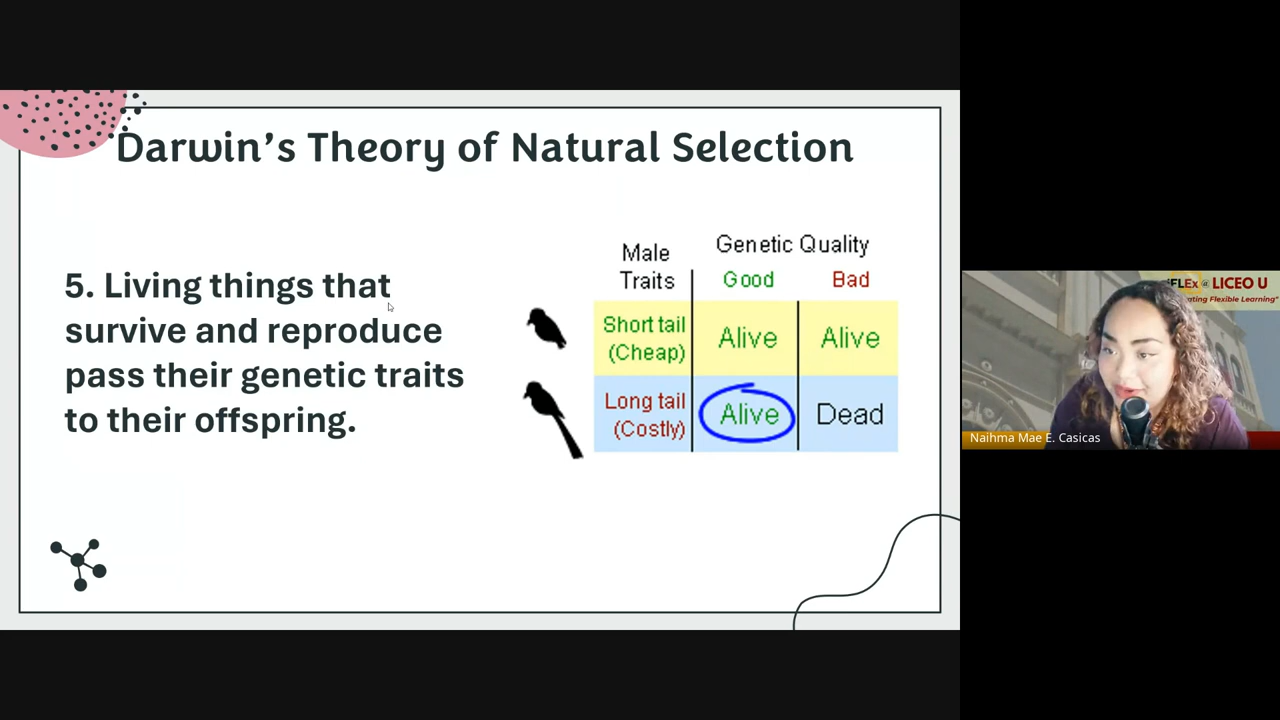 Darwin's Theory of Natural Selection
5. Living things that
survive and reproduce
pass their genetic traits
to their offspring.
Male
Traits
Genetic Quality
Good
Bad
Short tail
(Cheap)
Alive
Alive
Long tail
(Costly)
Alive
Dead
@ LICEO U
ating Flexible Learning"
Naihma Mae E. Casicas